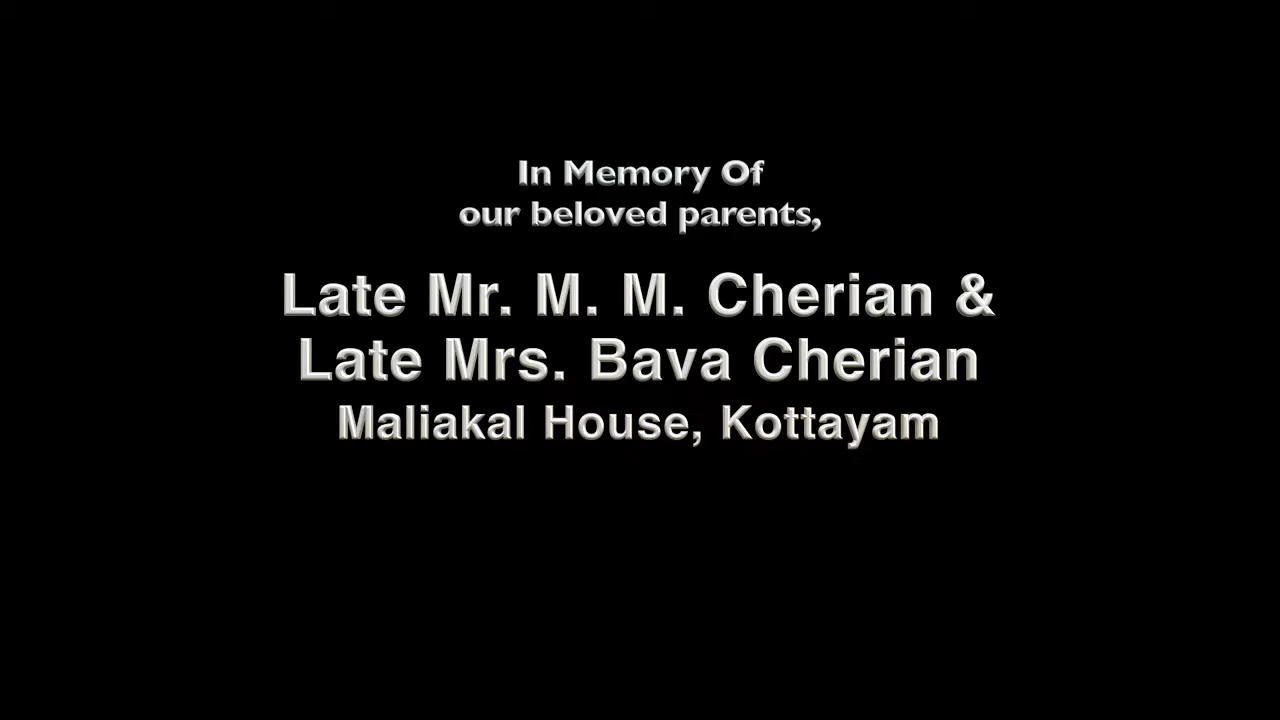 In Memory Of
our beloved parents,
Late Mr. M. M. Cherian &
Late Mrs. Bava Cherian
Maliakal House, Kottayam